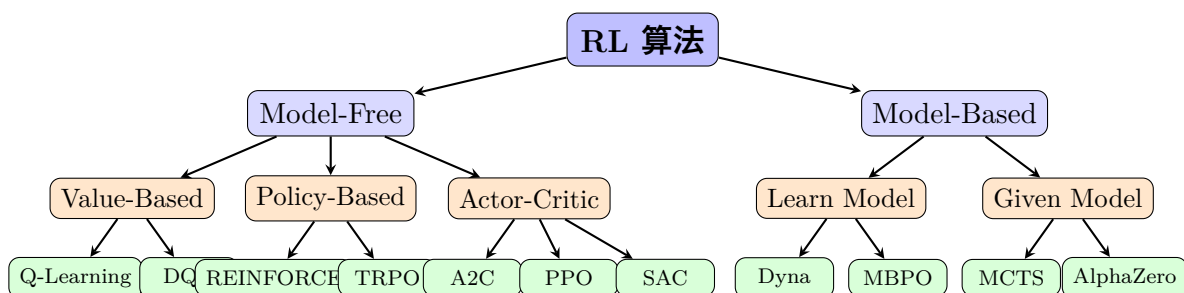 RL 算法
Model-Free
Model-Based
Value-Based
Policy-Based
Actor-Critic
Learn Model
Given Model
Q-Learning
DQ
REINFORCE
TRPO
A2C
PPO
SAC
Dyna
MBPO
MCTS
AlphaZero